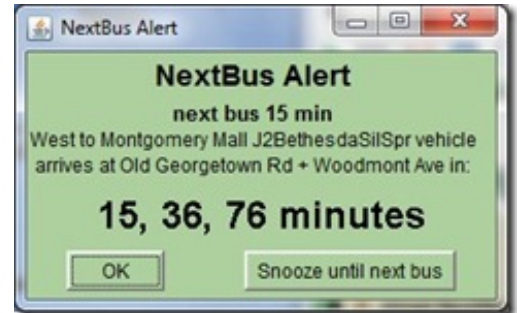 NextBus Alert
NextBus Alert
next bus 15 min
West to Montgomery Mall J2BethesdaSilSpr vehicle
arrives at Old Georgetown Rd + Woodmont Ave in:
15, 36, 76 minutes
OK
Snooze until next bus